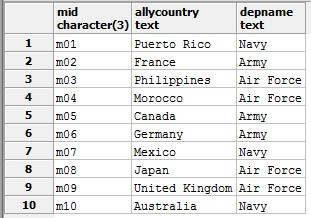 mid allycountry depname
character(3) text text
1 m01 Puerto Rico Navy
2 m02 France Army
3 m03 Philippines Air Force
4 m04 Morocco Air Force
5 m05 Canada Army
6 m06 Germany Army
7 m07 Mexico Navy
8 m08 Japan Air Force
9 m09 United Kingdom Air Force
10 m10 Australia Navy